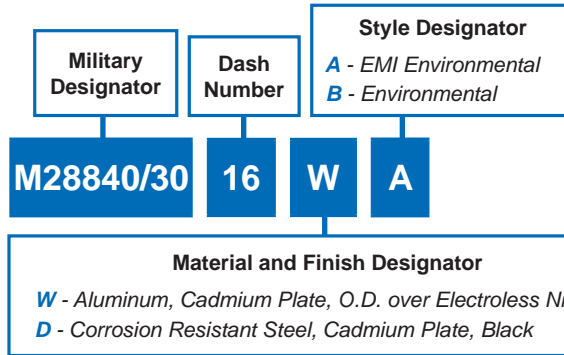 Style Designator
A - EMI Environmental
B - Environmental
Military
Designator
Dash
Number
M28840/30 16 W A
Material and Finish Designator
W - Aluminum, Cadmium Plate, O.D. over Electroless
D - Corrosion Resistant Steel, Cadmium Plate, Black